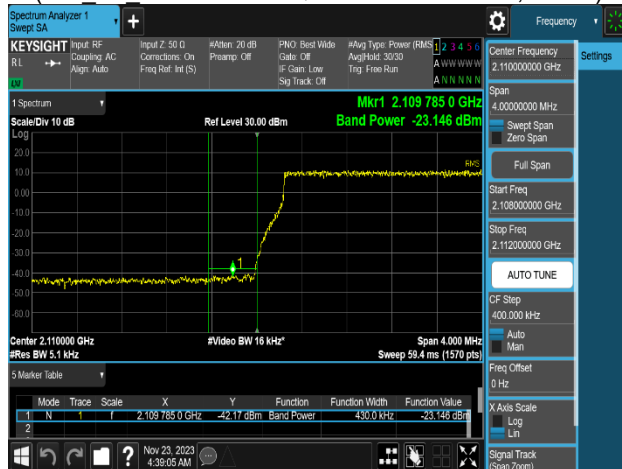 Spectrum Analyzer 1
Swept SA
+
Frequency
KEYSIGHT
RL
Input: RF
Coupling: AC
Align: Auto
Input Z: 50 Ω
Corrections: On
Freq Ref: Int (S)
#Atten: 20 dB
Preamp: Off
PNO: Best Wide
Gate: Off
IF Gain: Low
Sig Track: Off
#Avg Type: Power (RMS
Avg|Hold: 30/30
Trig: Free Run
1 2 3 4 5 6
A W W W W W
A N N N N N
LXI
1 Spectrum
Scale/Div 10 dB
Ref Level 30.00 dBm
Mkr1 2.109 785 0 GHz
Band Power -23.146 dBm
Log
20.0
10.0
0.00
-10.0
-20.0
-30.0
-40.0
-50.0
-60.0
RMS
1
Center 2.110000 GHz
#Res BW 5.1 kHz
#Video BW 16 kHz*
Span 4.000 MHz
Sweep 59.4 ms (1570 pts)
5 Marker Table
Mode Trace Scale X Y Function Function Width Function Value
1 N 1 f 2.109 785 0 GHz -42.17 dBm Band Power 430.0 kHz -23.146 dBm
2
?
Nov 23, 2023
4:39:05 AM
Center Frequency
2.110000000 GHz
Settings
Span
4.00000000 MHz
Swept Span
Zero Span
Full Span
Start Freq
2.108000000 GHz
Stop Freq
2.112000000 GHz
AUTO TUNE
CF Step
400.000 kHz
Auto
Man
Freq Offset
0 Hz
X Axis Scale
Log
Lin
Signal Track
(Span Zoom)